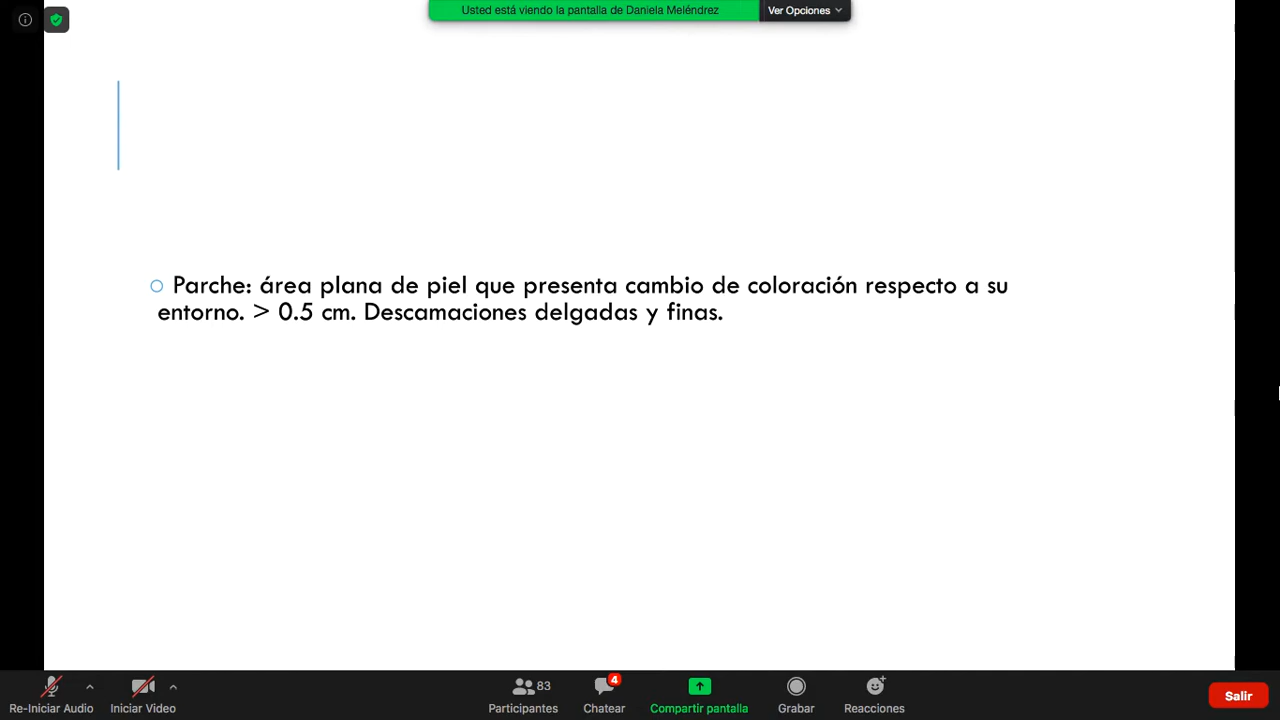 Usted está viendo la pantalla de Daniela Meléndrez
Ver Opciones
Parche: área plana de piel que presenta cambio de coloración respecto a su
entorno. > 0.5 cm. Descamaciones delgadas y finas.
83
4
Re-Iniciar Audio
Iniciar Video
Participantes
Chatear
Compartir pantalla
Grabar
Reacciones
Salir